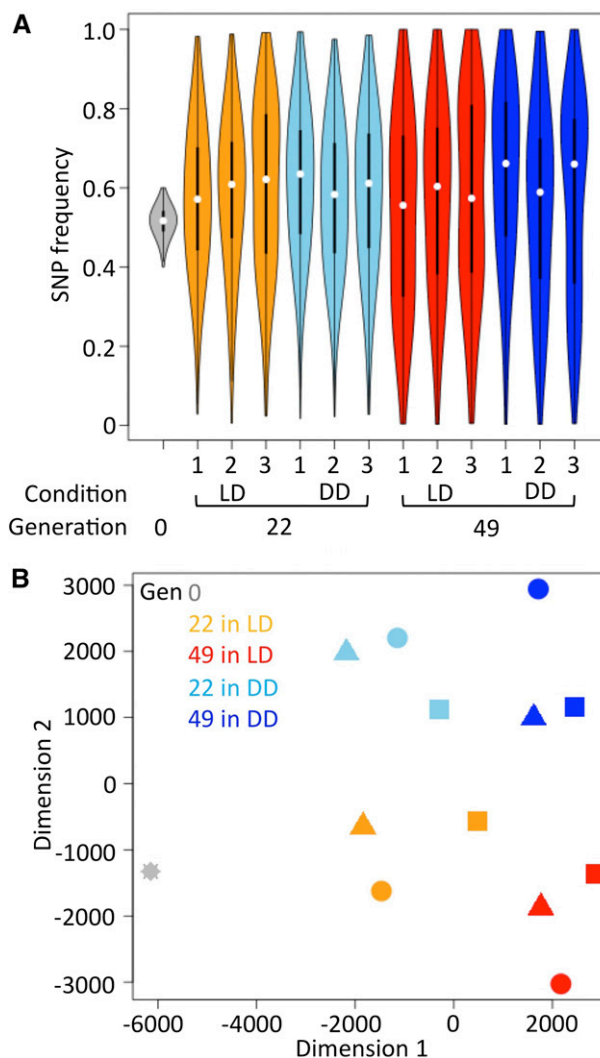 A
SNP frequency
1.0
0.8
0.6
0.4
0.2
0
1 2 3 1 2 3 1 2 3 1 2 3
Condition LD DD LD DD
Generation 0 22 49
B
Dimension 2
3000
2000
1000
0
-1000
-2000
-3000
Gen 0
22 in LD
49 in LD
22 in DD
49 in DD
-6000 -4000 -2000 0 2000
Dimension 1